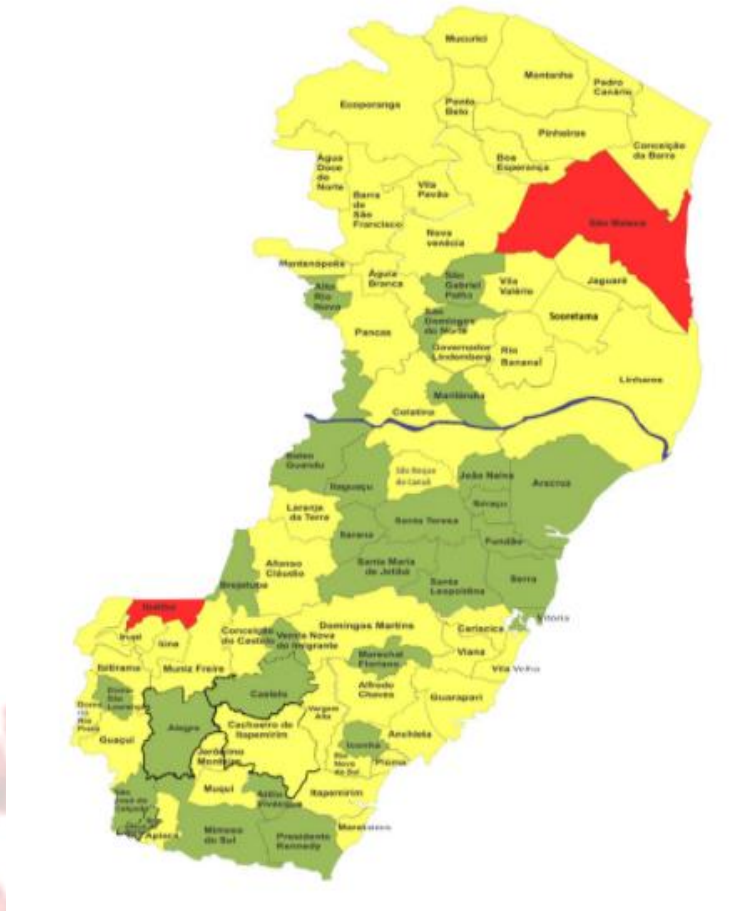 Mucurici
Montanha
Pedro
Canário
Ecoporanga
Ponto
Belo
Pinheiros
Conceição
da Barra
Água
Doce
do
Norte
Boa
Esperança
Vila
Pavão
Barra
de
São
Francisco
São Mateus
Nova
venécia
Mantenópolis
Águia
Branca
São
Gabriel
Palha
Vila
Valério
Jaguaré
Alto
Rio
Novo
Sooretama
São
Domingos
do Norte
Pancas
Governador
Lindemberg
Rio
Bananal
Linhares
Marilândia
Colatina
Baixo
Guandu
São Roque
do Canaã
João Neiva
Aracruz
Itaguaçu
Ibiraçu
Laranja
da Terra
Santa Teresa
Itarana
Fundão
Afonso
Cláudio
Santa Maria
de Jetibá
Santa
Leopoldina
Serra
Brejetuba
Vitória
Domingos Martins
Cariacica
Conceição
do Castelo
Venda Nova
do Imigrante
Irupi
Iúna
Viana
Marechal
Floriano
Vila Velha
Ibitirama
Muniz Freire
Alfredo
Chaves
Castelo
Guarapari
Vargem
Alta
Alegre
Cachoeiro de
Itapemirim
Anchieta
Guaçuí
Iconha
Jerônimo
Monteiro
Rio
Novo
do Sul
Piúma
Muqui
Itapemirim
Apiacá
Mimoso
do Sul
Presidente
Kennedy